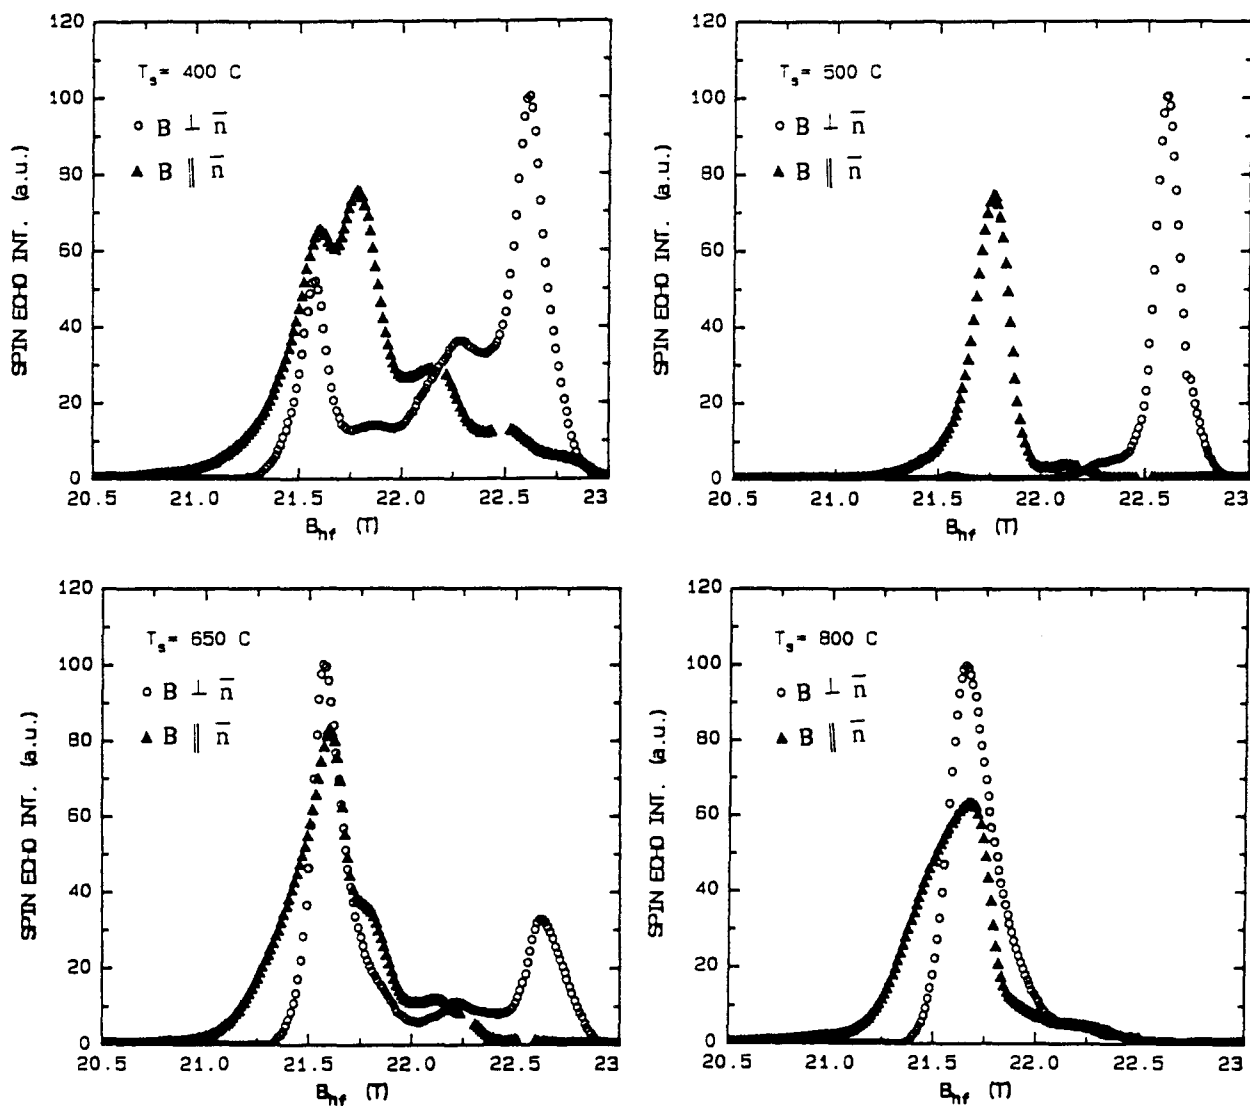 120
100
80
60
40
20
0
SPIN ECHO INT. (a.u.)
T_s= 400 C
○ B ⊥ n̄
▲ B ∥ n̄
20.5 21.0 21.5 22.0 22.5 23
B_hf (T)
120
100
80
60
40
20
0
SPIN ECHO INT. (a.u.)
T_s= 500 C
○ B ⊥ n̄
▲ B ∥ n̄
20.5 21.0 21.5 22.0 22.5 23.
B_hf (T)
120
100
80
60
40
20
0
SPIN ECHO INT. (a.u.)
T_s= 650 C
○ B ⊥ n̄
▲ B ∥ n̄
20.5 21.0 21.5 22.0 22.5 23.
B_hf (T)
120
100
80
60
40
20
0
SPIN ECHO INT. (a.u.)
T_s= 800 C
○ B ⊥ n̄
▲ B ∥ n̄
20.5 21.0 21.5 22.0 22.5 23
B_hf (T)